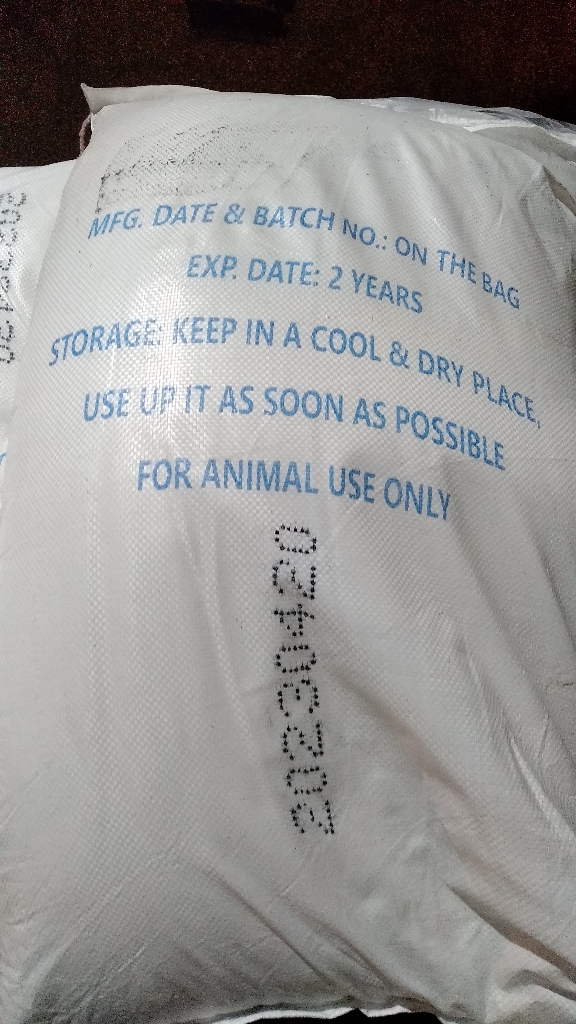 MFG. DATE & BATCH NO.: ON THE BAG
EXP. DATE: 2 YEARS
STORAGE: KEEP IN A COOL & DRY PLACE,
USE UP IT AS SOON AS POSSIBLE
FOR ANIMAL USE ONLY
20230420